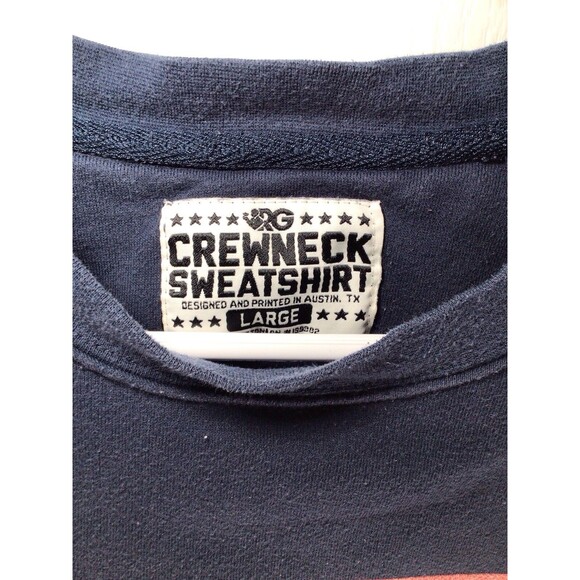 RG
CREWNECK
SWEATSHIRT
DESIGNED AND PRINTED IN AUSTIN, TX
LARGE